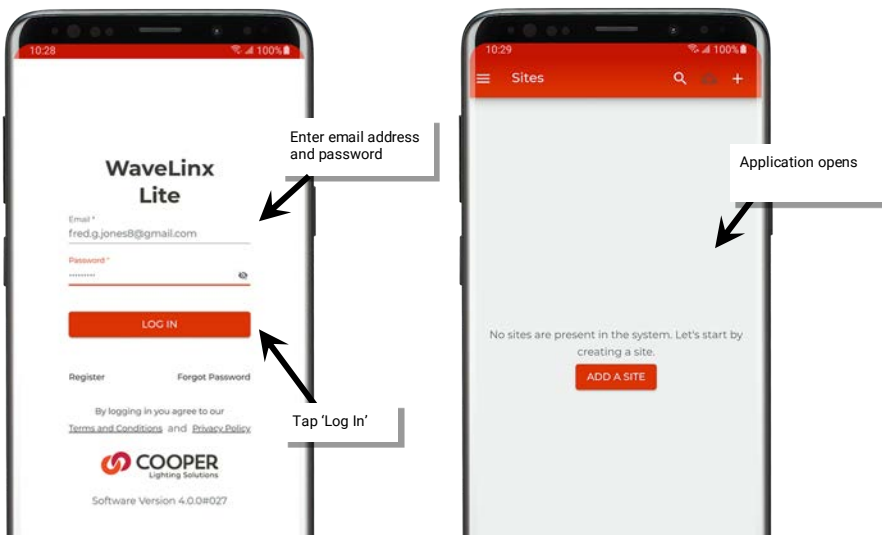 10:28
100%
WaveLinx
Lite
Email *
fred.g.jones8@gmail.com
Password *
·········
LOG IN
Register Forgot Password
By logging in you agree to our
Terms and Conditions and Privacy Policy
COOPER
Lighting Solutions
Software Version 4.0.0#027
Enter email address
and password
Tap ‘Log In’
10:29
100%
Sites
No sites are present in the system. Let's start by
creating a site.
ADD A SITE
Application opens